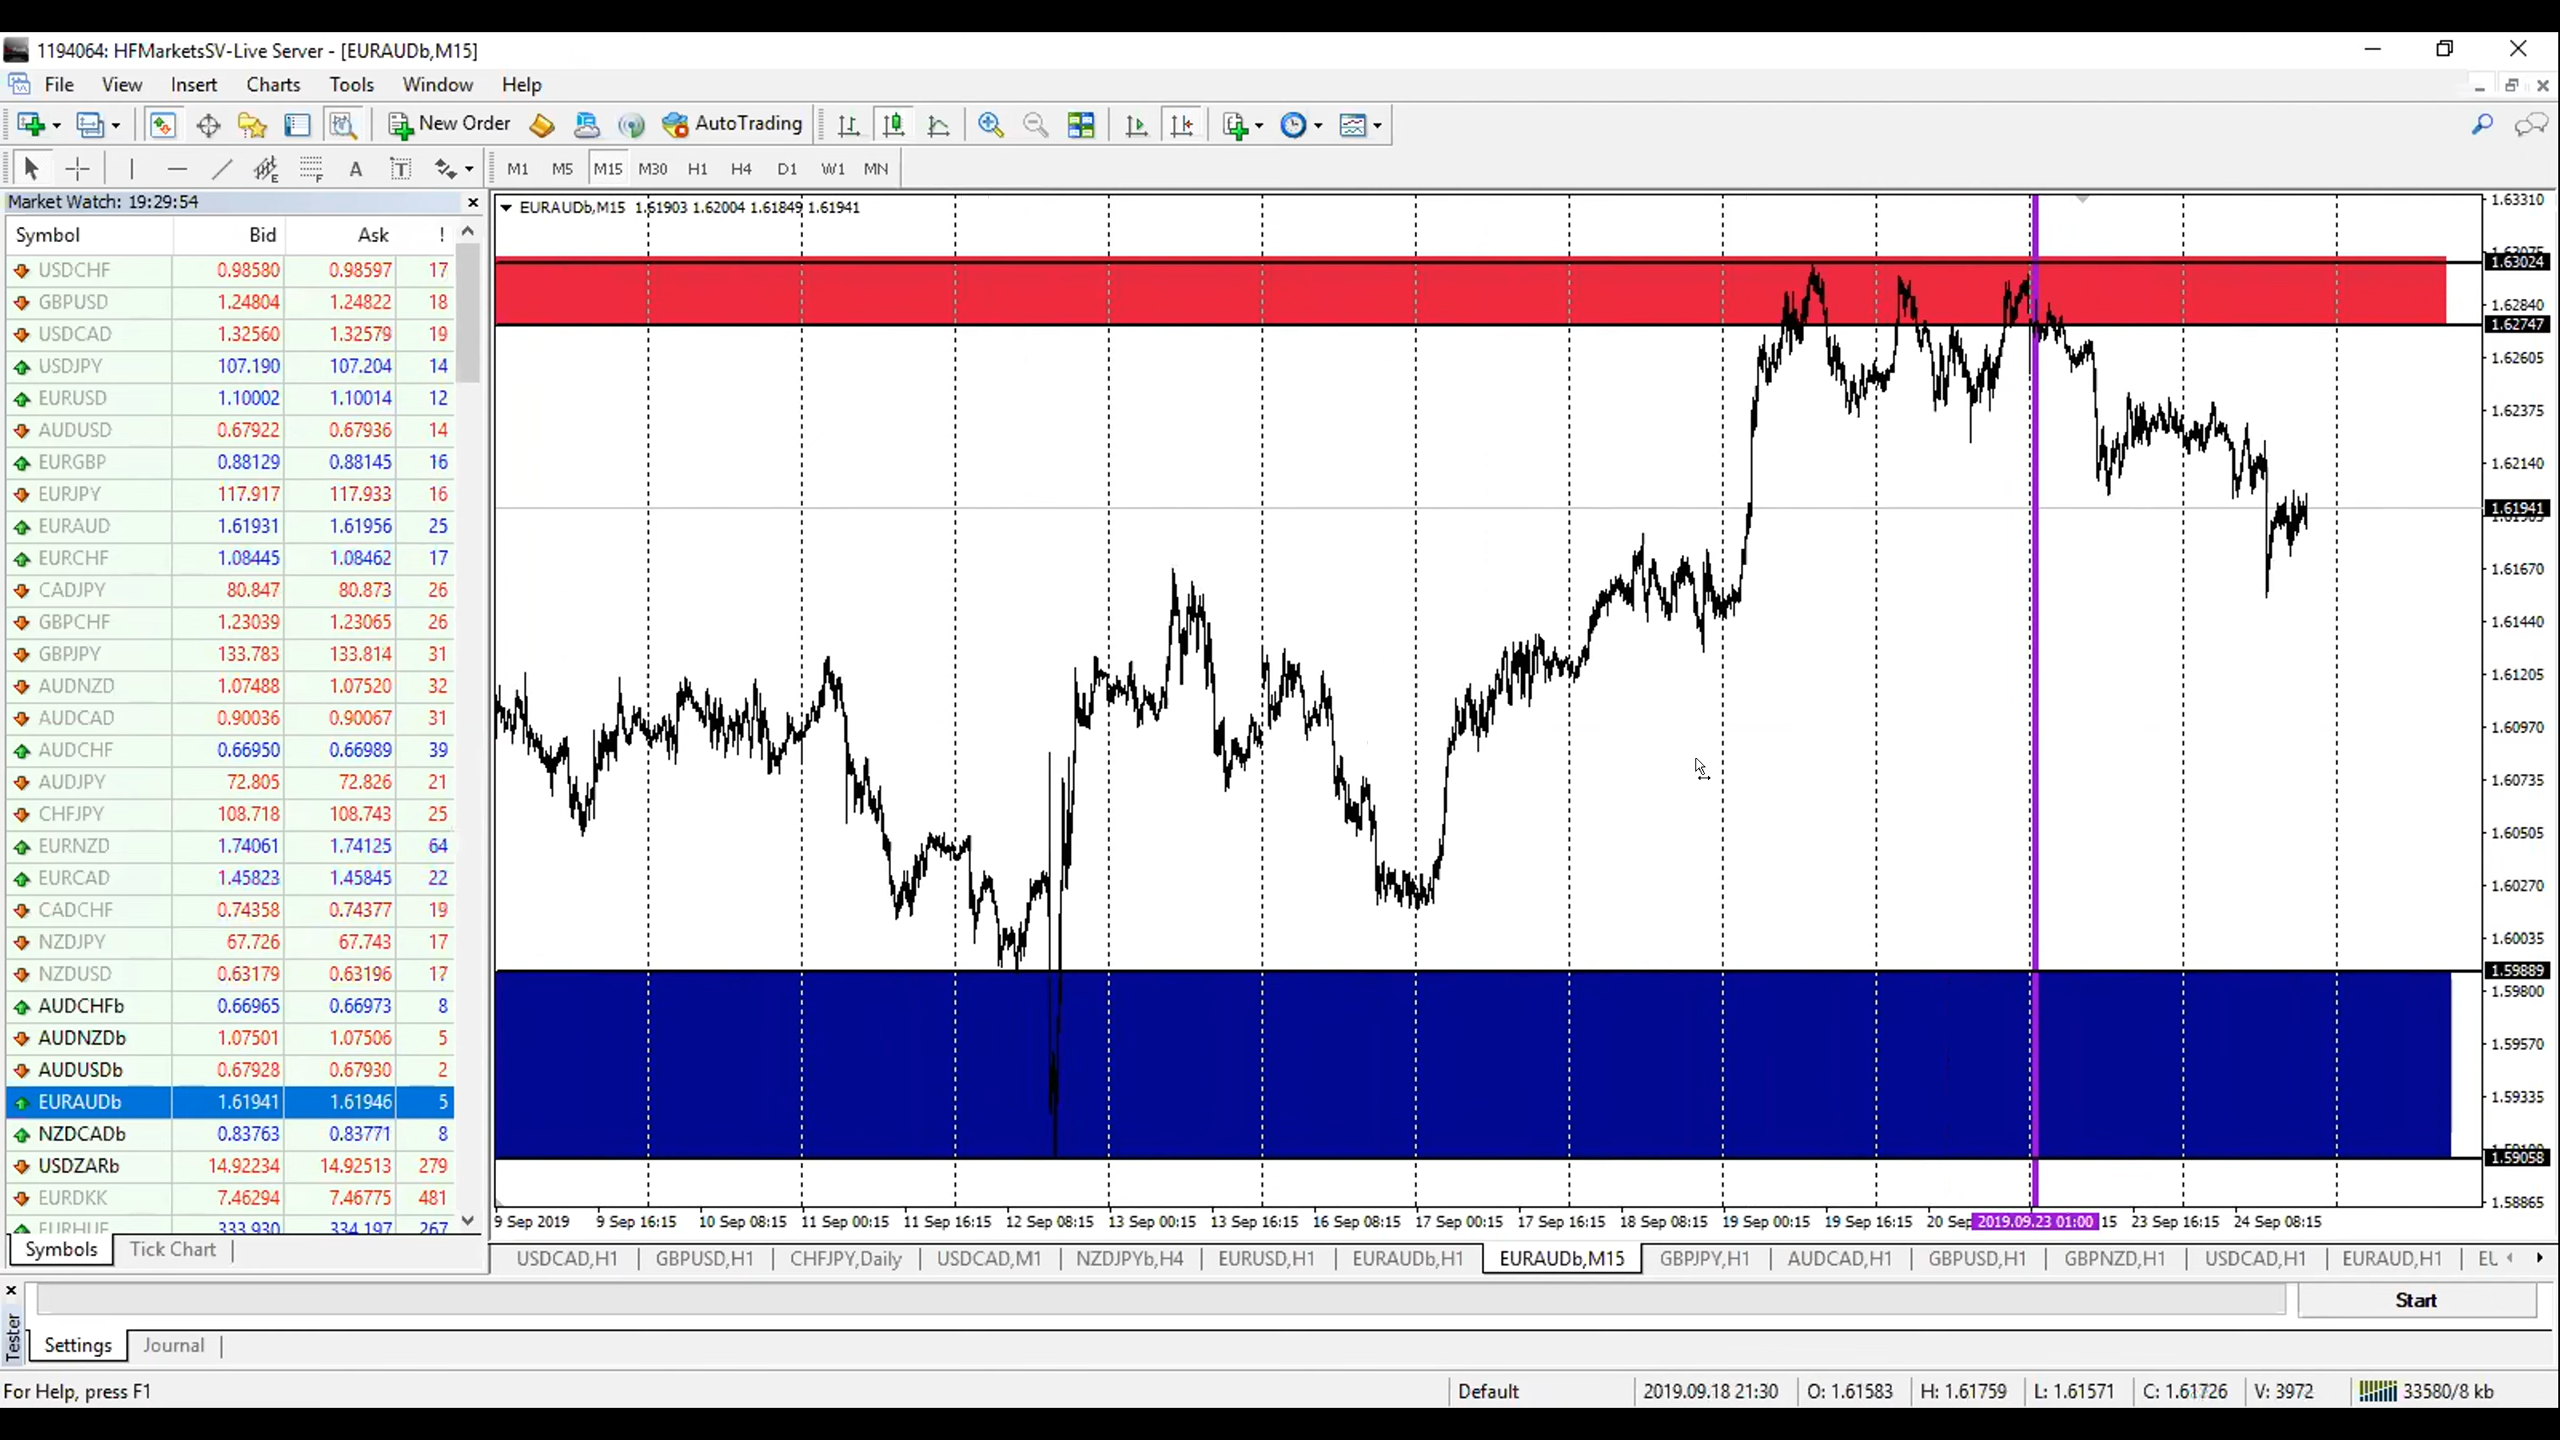 1194064: HFMarketsSV-Live Server - [EURAUDb,M15]
File View Insert Charts Tools Window Help
New Order AutoTrading
E F A T M1 M5 M15 M30 H1 H4 D1 W1 MN
Market Watch: 19:29:54
Symbol Bid Ask !
USDCHF 0.98580 0.98597 17
GBPUSD 1.24804 1.24822 18
USDCAD 1.32560 1.32579 19
USDJPY 107.190 107.204 14
EURUSD 1.10002 1.10014 12
AUDUSD 0.67922 0.67936 14
EURGBP 0.88129 0.88145 16
EURJPY 117.917 117.933 16
EURAUD 1.61931 1.61956 25
EURCHF 1.08445 1.08462 17
CADJPY 80.847 80.873 26
GBPCHF 1.23039 1.23065 26
GBPJPY 133.783 133.814 31
AUDNZD 1.07488 1.07520 32
AUDCAD 0.90036 0.90067 31
AUDCHF 0.66950 0.66989 39
AUDJPY 72.805 72.826 21
CHFJPY 108.718 108.743 25
EURNZD 1.74061 1.74125 64
EURCAD 1.45823 1.45845 22
CADCHF 0.74358 0.74377 19
NZDJPY 67.726 67.743 17
NZDUSD 0.63179 0.63196 17
AUDCHFb 0.66965 0.66973 8
AUDNZDb 1.07501 1.07506 5
AUDUSDb 0.67928 0.67930 2
EURAUDb 1.61941 1.61946 5
NZDCADb 0.83763 0.83771 8
USDZARb 14.92234 14.92513 279
EURDKK 7.46294 7.46775 481
EURHUF 333.930 334.197 267
Symbols Tick Chart
EURAUDb,M15 1.61903 1.62004 1.61849 1.61941
1.63310
1.63075
1.63024
1.62840
1.62747
1.62605
1.62375
1.62140
1.61941
1.61670
1.61440
1.61205
1.60970
1.60735
1.60505
1.60270
1.60035
1.59889
1.59800
1.59570
1.59335
1.59058
1.58865
9 Sep 2019 9 Sep 16:15 10 Sep 08:15 11 Sep 00:15 11 Sep 16:15 12 Sep 08:15 13 Sep 00:15 13 Sep 16:15 16 Sep 08:15 17 Sep 00:15 17 Sep 16:15 18 Sep 08:15 19 Sep 00:15 19 Sep 16:15 20 Sep 2019.09.23 01:00 15 23 Sep 16:15 24 Sep 08:15
USDCAD,H1 GBPUSD,H1 CHFJPY,Daily USDCAD,M1 NZDJPYb,H4 EURUSD,H1 EURAUDb,H1 EURAUDb,M15 GBPJPY,H1 AUDCAD,H1 GBPUSD,H1 GBPNZD,H1 USDCAD,H1 EURAUD,H1 EU
Start
Tester
Settings Journal
For Help, press F1 Default 2019.09.18 21:30 O: 1.61583 H: 1.61759 L: 1.61571 C: 1.61726 V: 3972 33580/8 kb